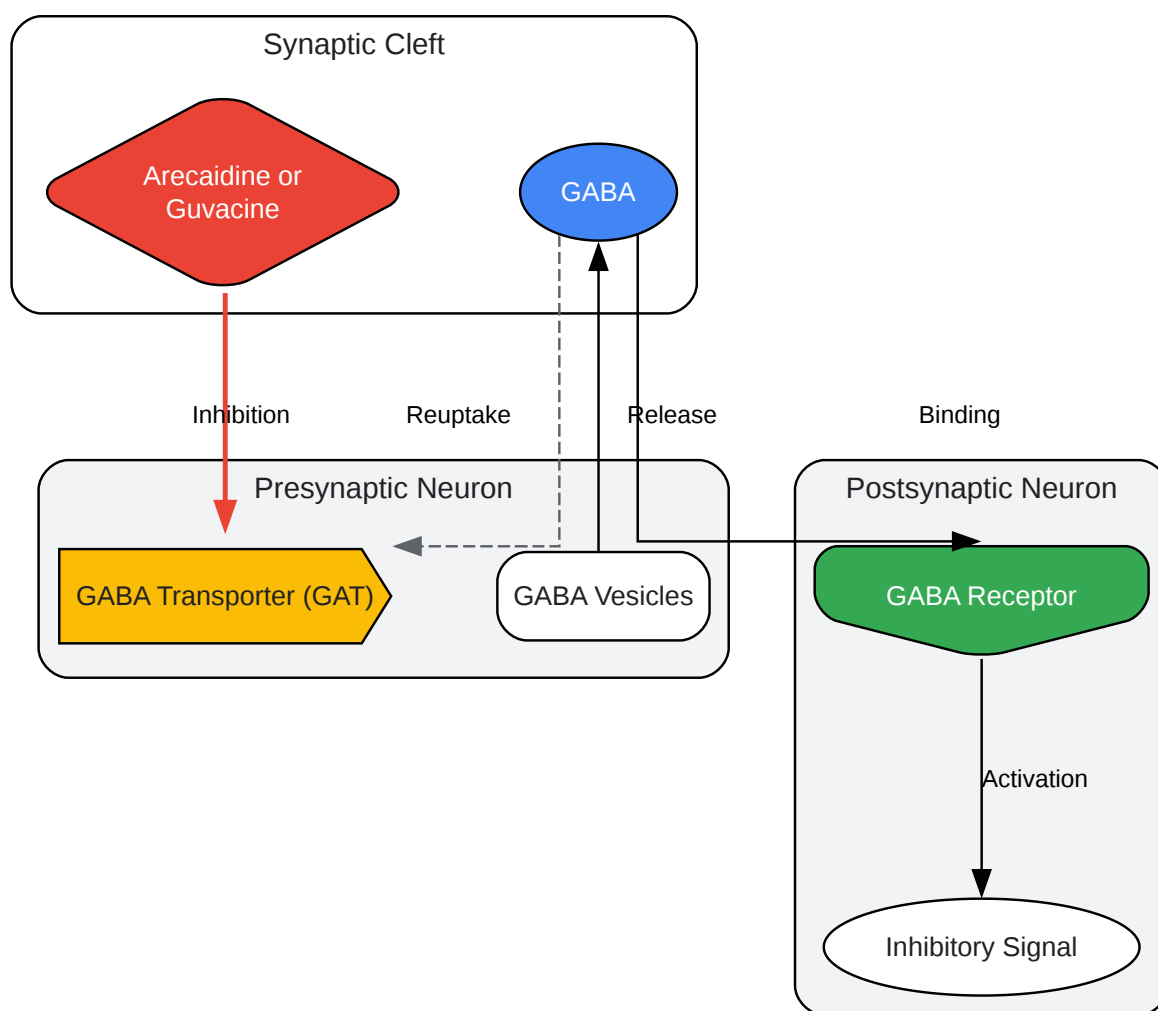 Synaptic Cleft
Arecaidine or
Guvacine
GABA
Inhibition
Reuptake
Release
Binding
Presynaptic Neuron
Postsynaptic Neuron
GABA Transporter (GAT)
GABA Vesicles
GABA Receptor
Activation
Inhibitory Signal